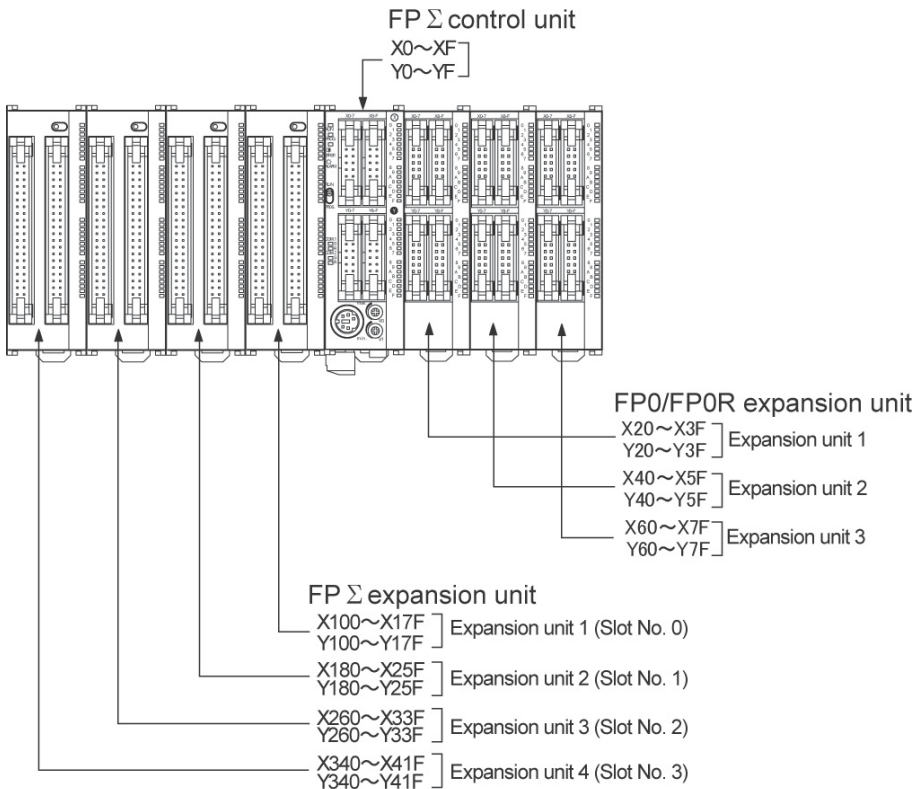 FP Σ control unit
X0～XF
Y0～YF
FP0/FP0R expansion unit
X20～X3F
Y20～Y3F
Expansion unit 1
X40～X5F
Y40～Y5F
Expansion unit 2
X60～X7F
Y60～Y7F
Expansion unit 3
FP Σ expansion unit
X100～X17F
Y100～Y17F
Expansion unit 1 (Slot No. 0)
X180～X25F
Y180～Y25F
Expansion unit 2 (Slot No. 1)
X260～X33F
Y260～Y33F
Expansion unit 3 (Slot No. 2)
X340～X41F
Y340～Y41F
Expansion unit 4 (Slot No. 3)